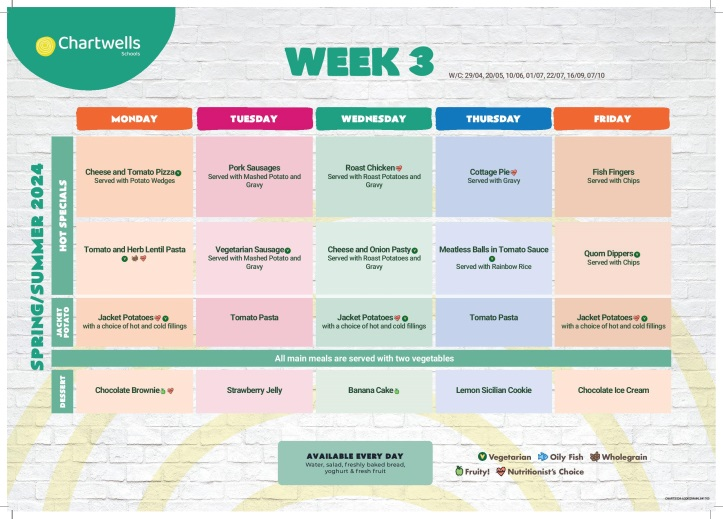 Chartwells
Schools
WEEK 3
W/C: 29/04, 20/05, 10/06, 01/07, 22/07, 16/09, 07/10
SPRING/SUMMER 2024
MONDAY
TUESDAY
WEDNESDAY
THURSDAY
FRIDAY
HOT SPECIALS
Cheese and Tomato Pizza
Served with Potato Wedges
Pork Sausages
Served with Mashed Potato and
Gravy
Roast Chicken
Served with Roast Potatoes and
Gravy
Cottage Pie
Served with Gravy
Fish Fingers
Served with Chips
Tomato and Herb Lentil Pasta
Vegetarian Sausage
Served with Mashed Potato and
Gravy
Cheese and Onion Pasty
Served with Roast Potatoes and
Gravy
Meatless Balls in Tomato Sauce
Served with Rainbow Rice
Quorn Dippers
Served with Chips
JACKET
POTATO
Jacket Potatoes
with a choice of hot and cold fillings
Tomato Pasta
Jacket Potatoes
with a choice of hot and cold fillings
Tomato Pasta
Jacket Potatoes
with a choice of hot and cold fillings
All main meals are served with two vegetables
DESSERT
Chocolate Brownie
Strawberry Jelly
Banana Cake
Lemon Sicilian Cookie
Chocolate Ice Cream
AVAILABLE EVERY DAY
Water, salad, freshly baked bread,
yoghurt & fresh fruit
Vegetarian Oily Fish Wholegrain
Fruity! Nutritionist's Choice